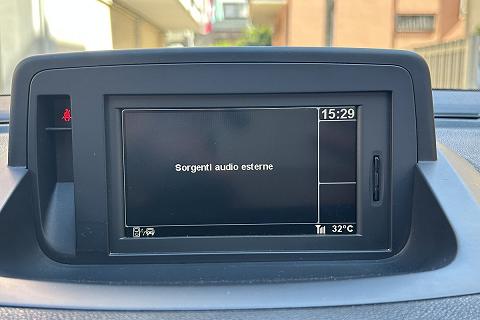 15:29
Sorgenti audio esterne
32°C